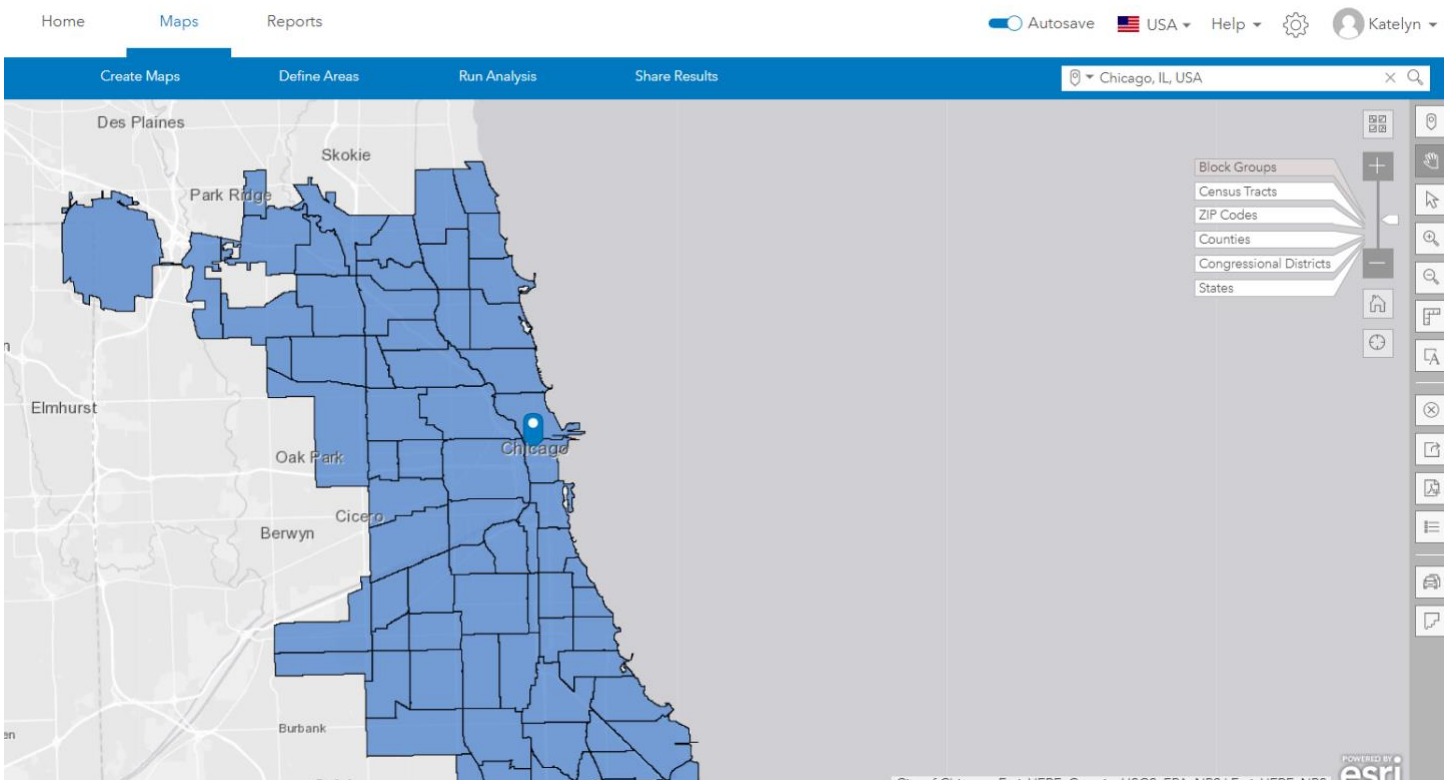 Home Maps Reports Autosave USA Help Katelyn
Create Maps Define Areas Run Analysis Share Results Chicago, IL, USA
Des Plaines
Skokie
Park Ridge
Block Groups
Census Tracts
ZIP Codes
Counties
Congressional Districts
States
Elmhurst
Chicago
Oak Park
Cicero
Berwyn
Burbank
POWERED BY
esri